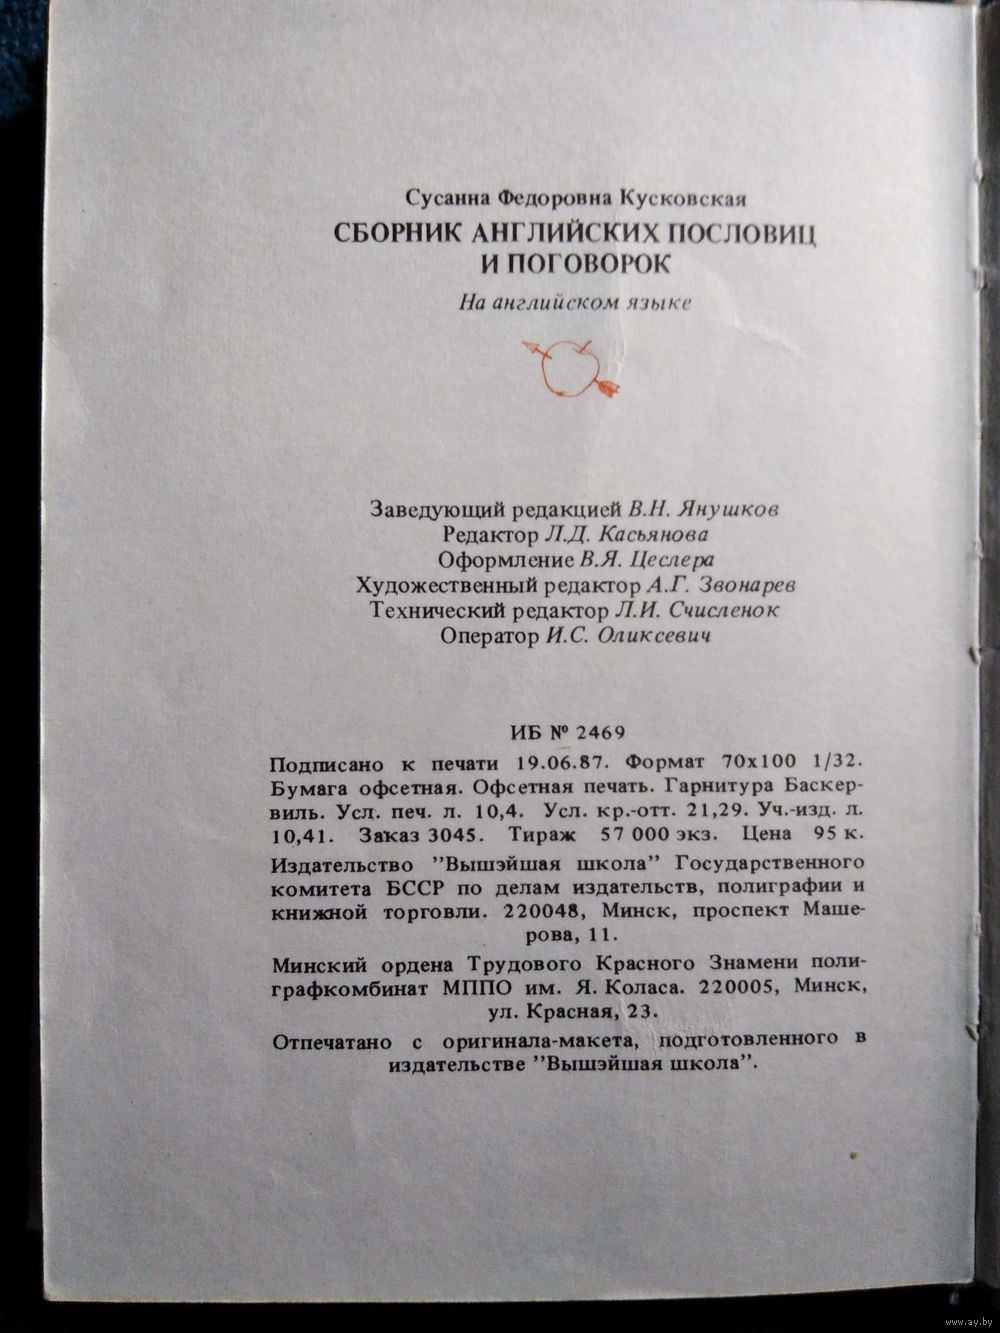 Сусанна Федоровна Кусковская
СБОРНИК АНГЛИЙСКИХ ПОСЛОВИЦ
И ПОГОВОРОК
На английском языке
Заведующий редакцией В.Н. Янушков
Редактор Л.Д. Касьянова
Оформление В.Я. Цеслера
Художественный редактор А.Г. Звонарев
Технический редактор Л.И. Счисленок
Оператор И.С. Оликсевич
ИБ № 2469
Подписано к печати 19.06.87. Формат 70х100 1/32.
Бумага офсетная. Офсетная печать. Гарнитура Баскер-
виль. Усл. печ. л. 10,4. Усл. кр.-отт. 21,29. Уч.-изд. л.
10,41. Заказ 3045. Тираж 57 000 экз. Цена 95 к.
Издательство ”Вышэйшая школа” Государственного
комитета БССР по делам издательств, полиграфии и
книжной торговли. 220048, Минск, проспект Маше-
рова, 11.
Минский ордена Трудового Красного Знамени поли-
графкомбинат МППО им. Я. Коласа. 220005, Минск,
ул. Красная, 23.
Отпечатано с оригинала-макета, подготовленного в
издательстве ”Вышэйшая школа”.
www.ay.by